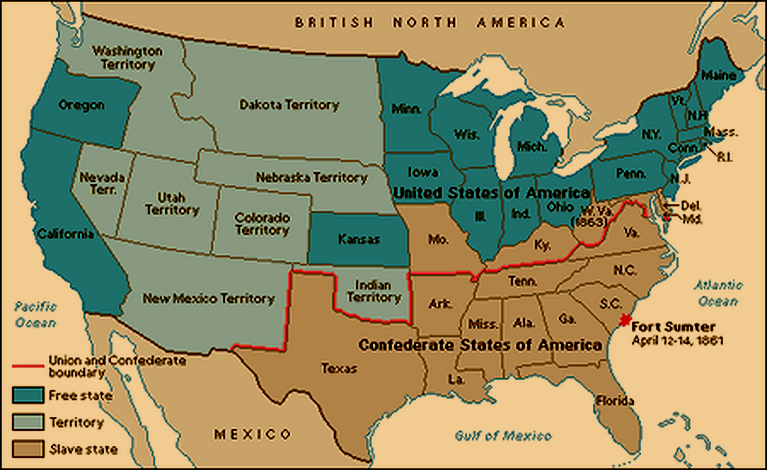 BRITISH NORTH AMERICA
Washington
Territory
Oregon
Dakota Territory
Minn.
Wis.
Mich.
Maine
Vt.
N.H.
N.Y.
Mass.
Conn.
R.I.
Nevada
Terr.
Utah
Territory
Nebraska Territory
Colorado
Territory
Iowa
United States of America
Ill.
Ind.
Ohio
Penn.
N.J.
Del.
Md.
W. Va.
(1863)
Va.
California
Kansas
Mo.
Ky.
New Mexico Territory
Indian
Territory
Ark.
Tenn.
N.C.
S.C.
Miss.
Ala.
Ga.
Pacific
Ocean
Atlantic
Ocean
Fort Sumter
April 12-14, 1861
Confederate States of America
Texas
La.
Florida
Union and Confederate
boundary
Free state
Territory
Slave state
MEXICO
Gulf of Mexico